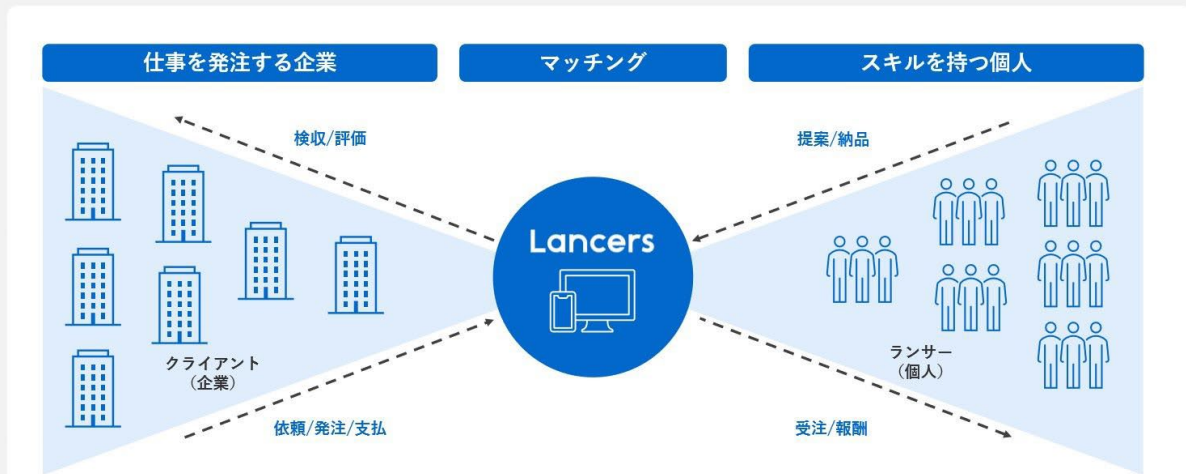 仕事を発注する企業
マッチング
スキルを持つ個人
検収/評価
提案/納品
Lancers
クライアント
（企業）
ランサー
（個人）
依頼/発注/支払
受注/報酬